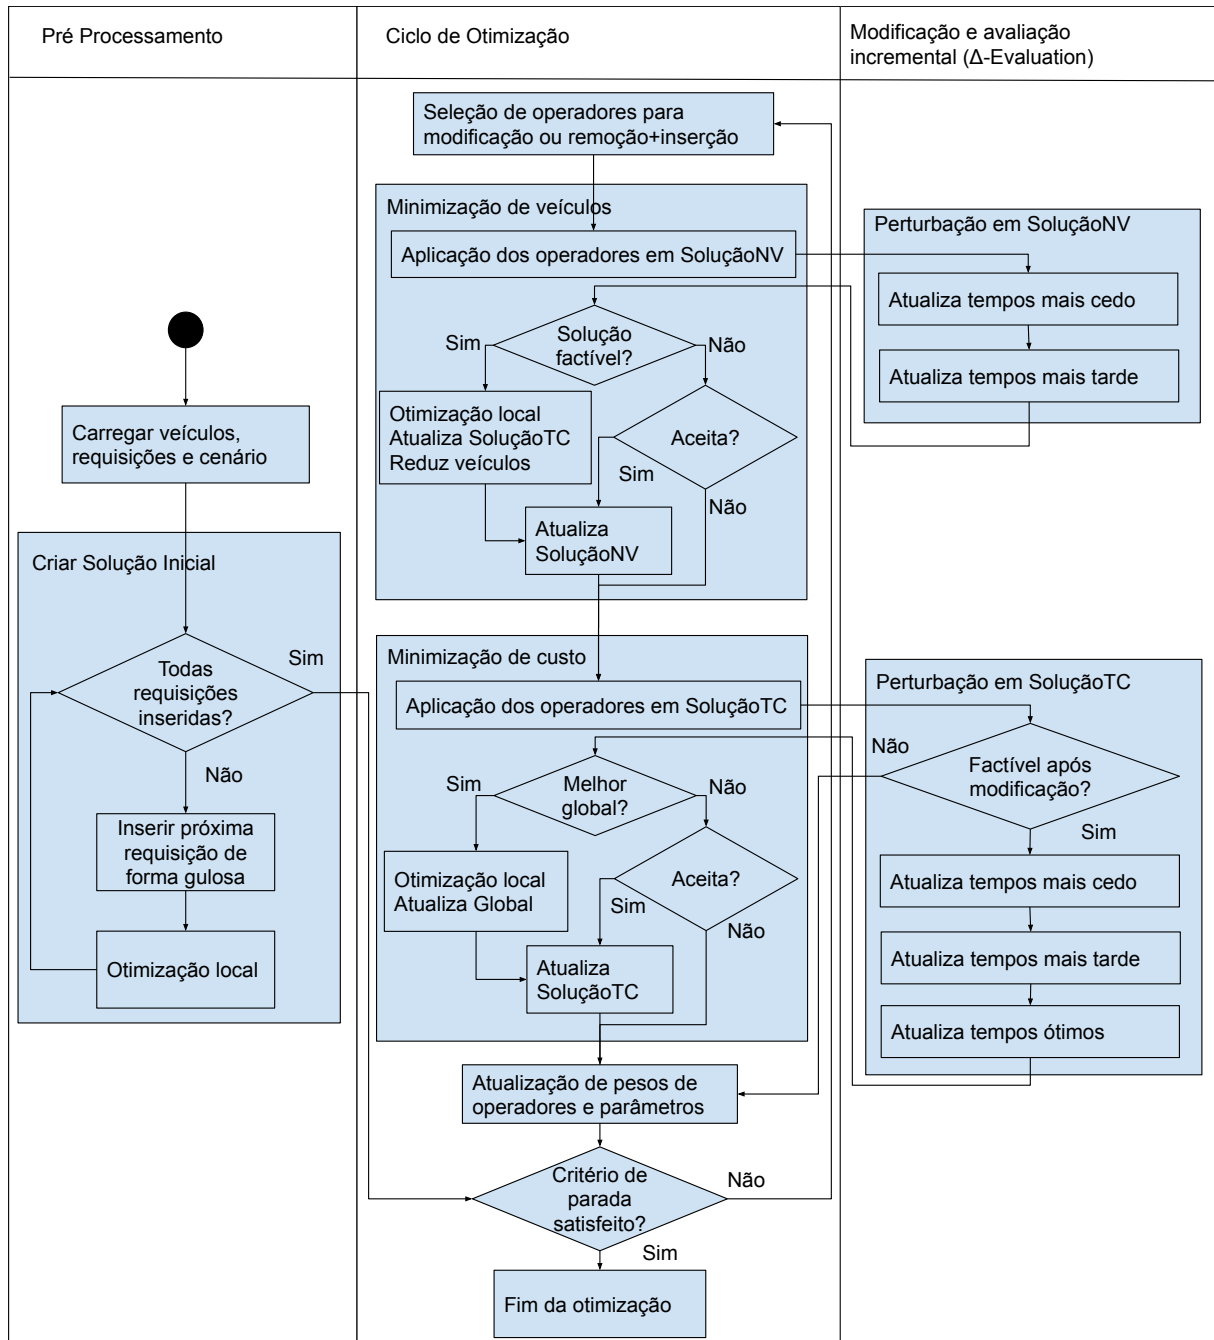 Pré Processamento
Ciclo de Otimização
Modificação e avaliação
incremental (Δ-Evaluation)
Carregar veículos,
requisições e cenário
Criar Solução Inicial
Todas
requisições
inseridas?
Sim
Não
Inserir próxima
requisição de
forma gulosa
Otimização local
Seleção de operadores para
modificação ou remoção+inserção
Minimização de veículos
Aplicação dos operadores em SoluçãoNV
Solução
factível?
Sim
Não
Otimização local
Atualiza SoluçãoTC
Reduz veículos
Aceita?
Sim
Não
Atualiza
SoluçãoNV
Minimização de custo
Aplicação dos operadores em SoluçãoTC
Melhor
global?
Sim
Não
Otimização local
Atualiza Global
Aceita?
Sim
Não
Atualiza
SoluçãoTC
Atualização de pesos de
operadores e parâmetros
Critério de
parada
satisfeito?
Não
Sim
Fim da otimização
Perturbação em SoluçãoNV
Atualiza tempos mais cedo
Atualiza tempos mais tarde
Perturbação em SoluçãoTC
Não
Factível após
modificação?
Sim
Atualiza tempos mais cedo
Atualiza tempos mais tarde
Atualiza tempos ótimos